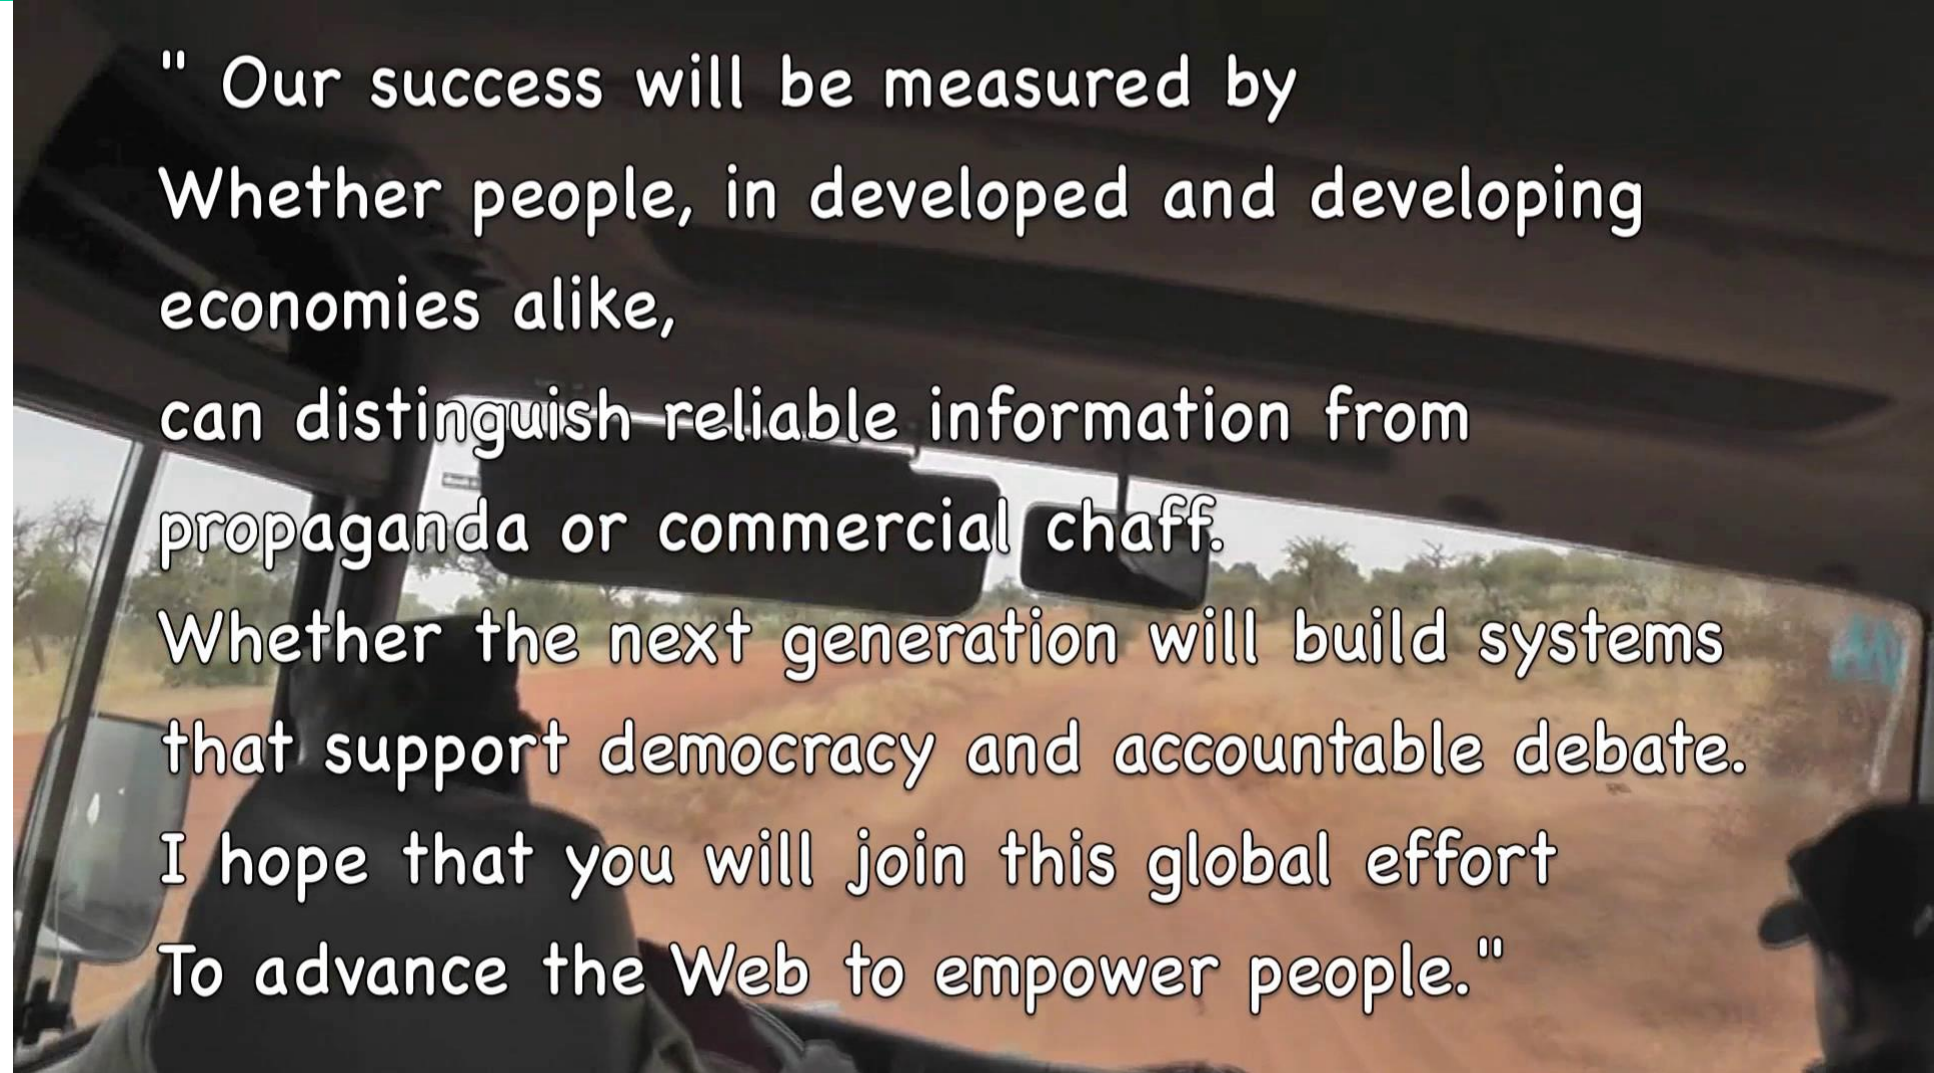 " Our success will be measured by
Whether people, in developed and developing
economies alike,
can distinguish reliable information from
propaganda or commercial chaff.
Whether the next generation will build systems
that support democracy and accountable debate.
I hope that you will join this global effort
To advance the Web to empower people."